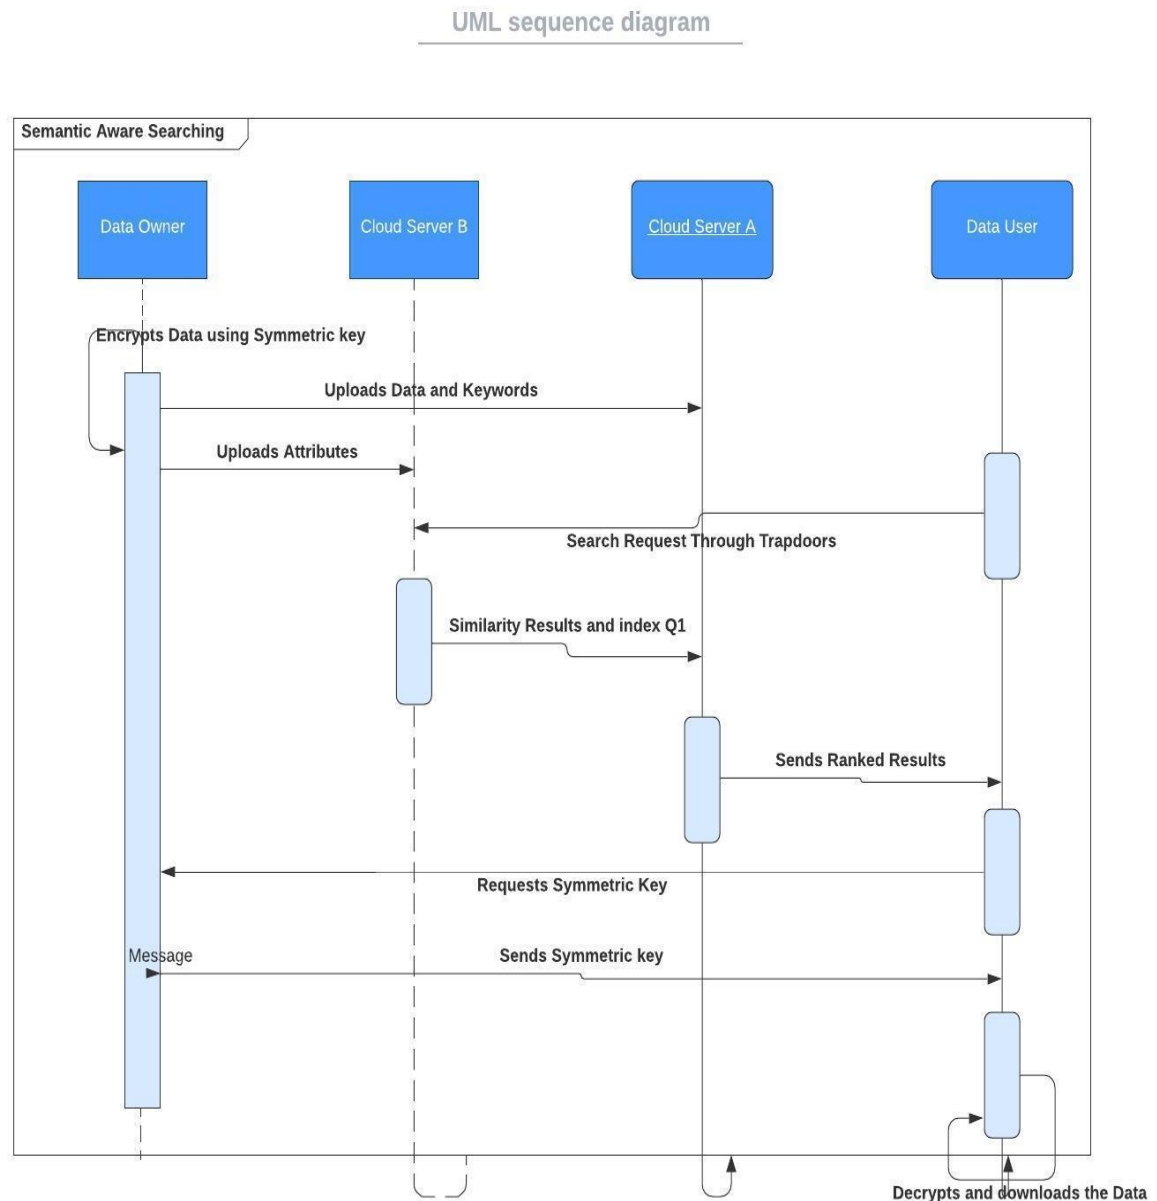 UML sequence diagram
Semantic Aware Searching
Data Owner
Cloud Server B
Cloud Server A
Data User
Encrypts Data using Symmetric key
Uploads Data and Keywords
Uploads Attributes
Search Request Through Trapdoors
Similarity Results and index Q1
Sends Ranked Results
Requests Symmetric Key
Message
Sends Symmetric key
Decrypts and downloads the Data